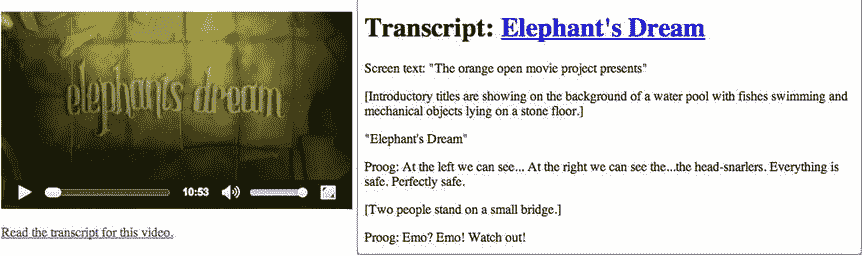 elephants dream
10:53
Read the transcript for this video.
Transcript: Elephant's Dream
Screen text: "The orange open movie project presents"
[Introductory titles are showing on the background of a water pool with fishes swimming and
mechanical objects lying on a stone floor.]
"Elephant's Dream"
Proog: At the left we can see... At the right we can see the...the head-snarlers. Everything is
safe. Perfectly safe.
[Two people stand on a small bridge.]
Proog: Emo? Emo! Watch out!